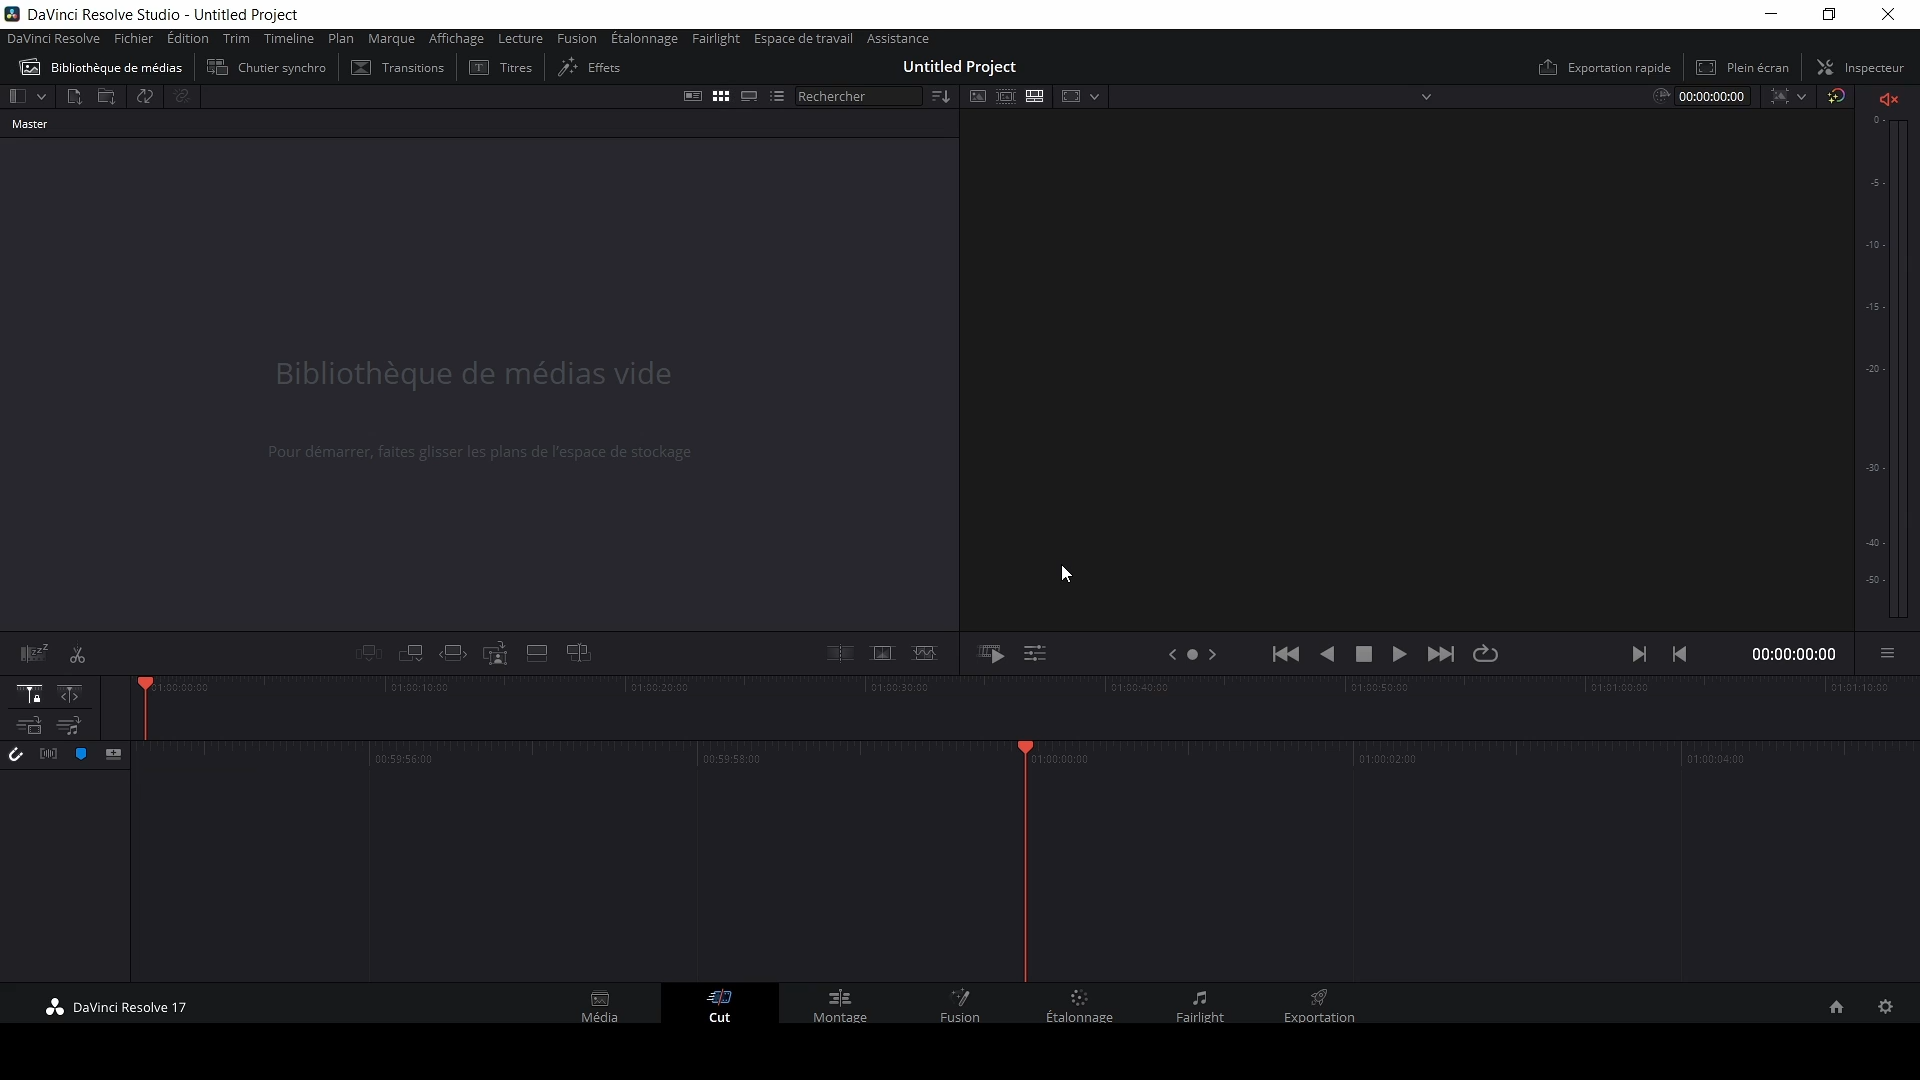 DaVinci Resolve Studio - Untitled Project
DaVinci Resolve Fichier Édition Trim Timeline Plan Marque Affichage Lecture Fusion Étalonnage Fairlight Espace de travail Assistance
Bibliothèque de médias Chutier synchro Transitions Titres Effets Untitled Project Exportation rapide Plein écran Inspecteur
Rechercher 00:00:00:00
Master
0 -
-5 -
-10 -
-15 -
-20 -
-30 -
-40 -
-50 -
Bibliothèque de médias vide
Pour démarrer, faites glisser les plans de l'espace de stockage
00:00:00:00
01:00:00:00 01:00:10:00 01:00:20:00 01:00:30:00 01:00:40:00 01:00:50:00 01:01:00:00 01:01:10:00
00:59:56:00 00:59:58:00 01:00:00:00 01:00:02:00 01:00:04:00
DaVinci Resolve 17
Média Cut Montage Fusion Étalonnage Fairlight Exportation